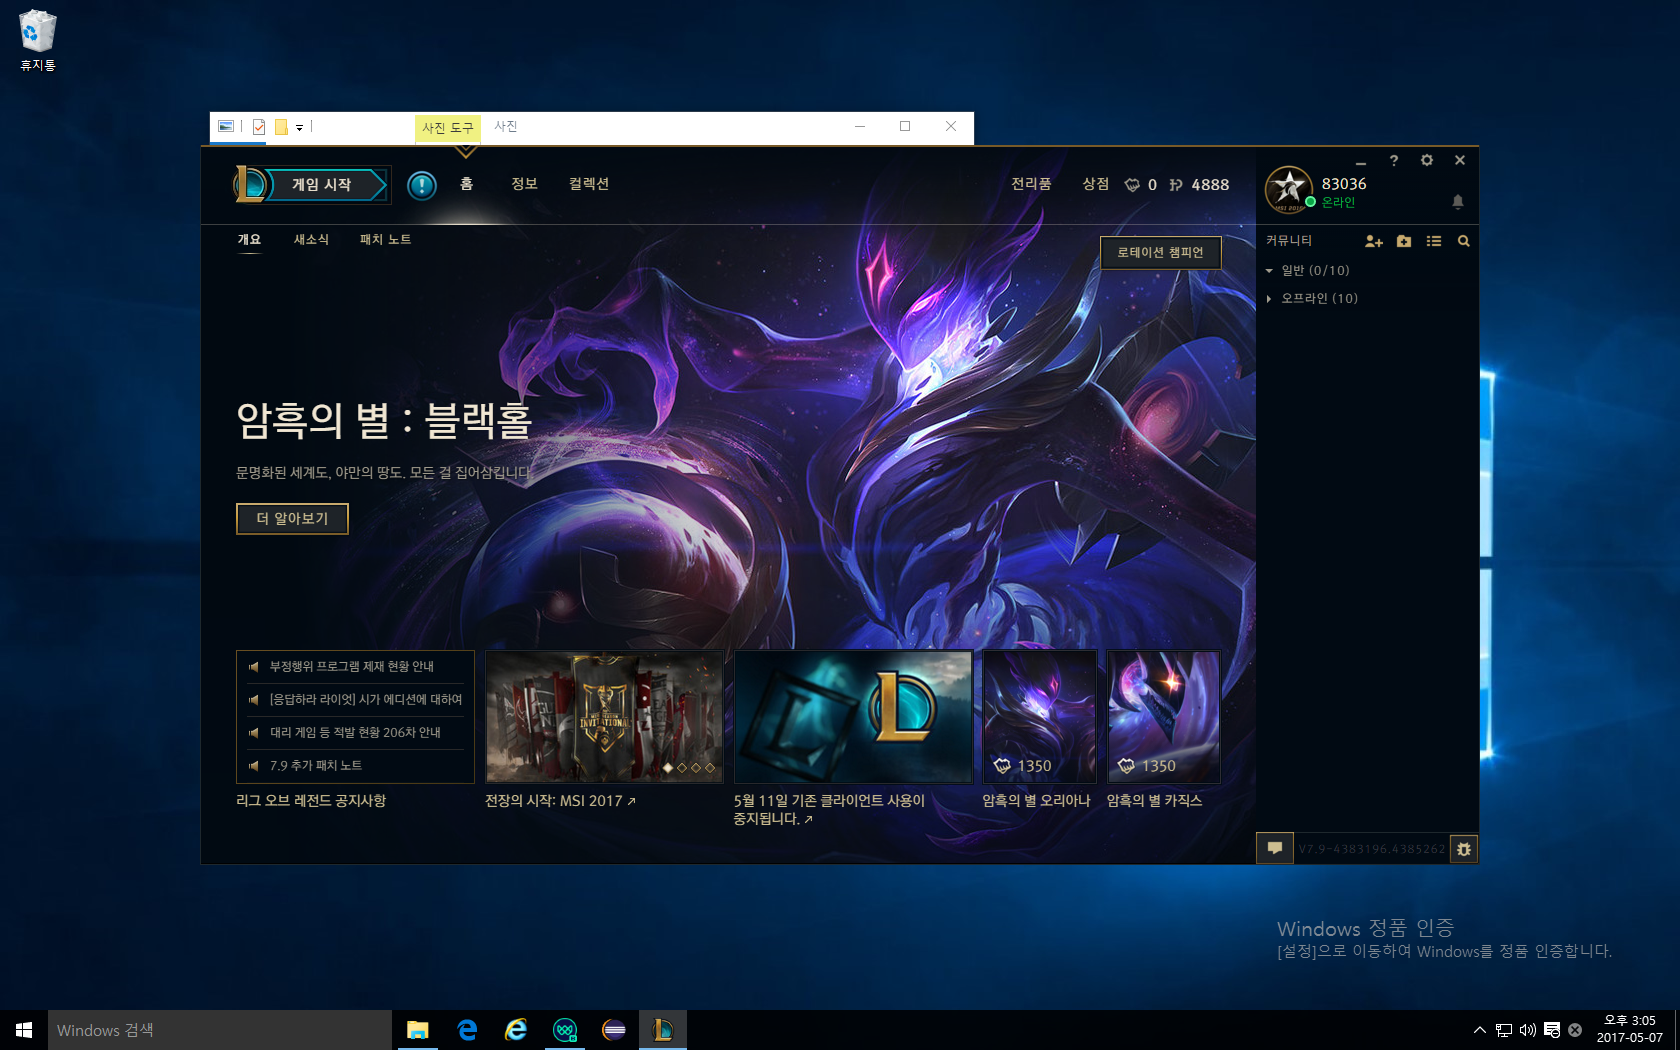 휴지통
사진 도구
사진
게임 시작
홈
정보
컬렉션
전리품
상점
0
4888
83036
온라인
개요
새소식
패치 노트
로테이션 챔피언
커뮤니티
일반 (0/10)
오프라인 (10)
암흑의 별 : 블랙홀
문명화된 세계도, 야만의 땅도. 모든 걸 집어삼킵니다.
더 알아보기
부정행위 프로그램 제재 현황 안내
[응답하라 라이엇] 시가 에디션에 대하여
대리 게임 등 적발 현황 206차 안내
7.9 추가 패치 노트
리그 오브 레전드 공지사항
INVITATIONAL
전장의 시작: MSI 2017
5월 11일 기존 클라이언트 사용이
중지됩니다.
1350
암흑의 별 오리아나
1350
암흑의 별 카직스
V7.9-4383196.4385262
Windows 정품 인증
[설정]으로 이동하여 Windows를 정품 인증합니다.
Windows 검색
오후 3:05
2017-05-07